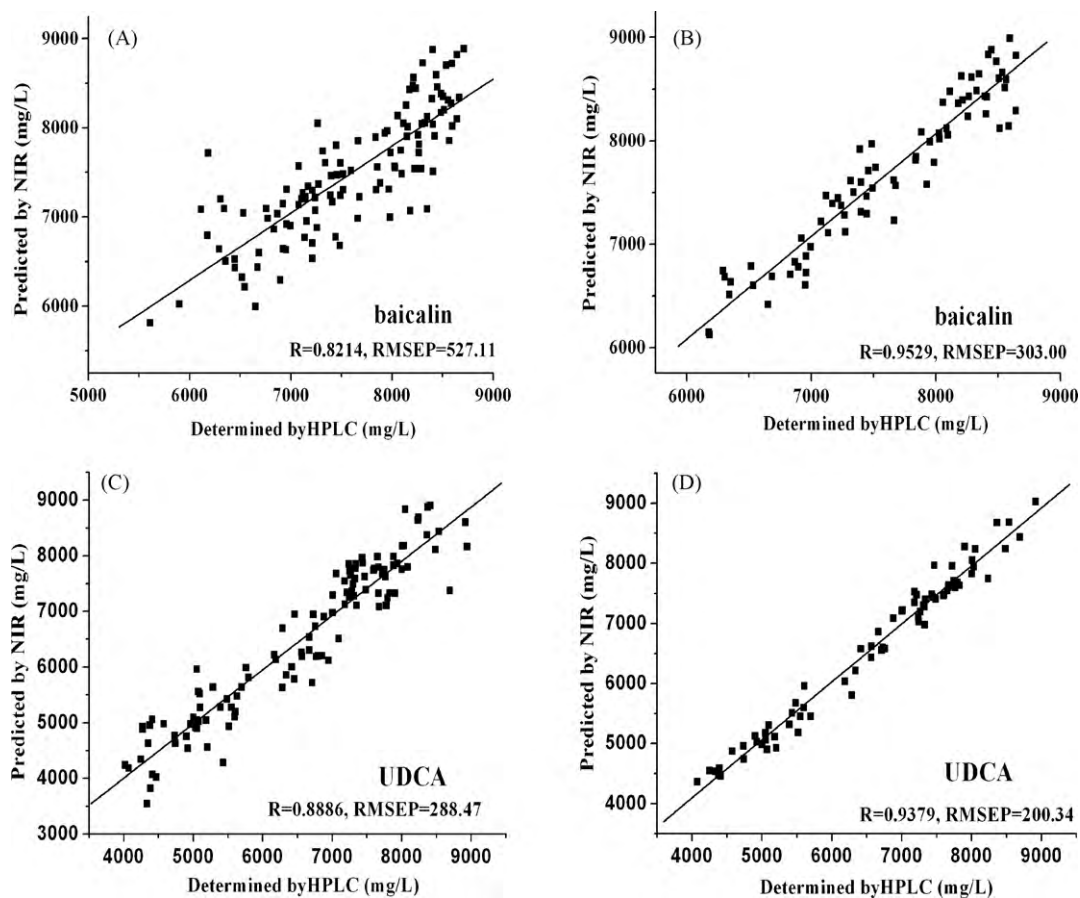 (A)
Predicted by NIR (mg/L)
9000
8000
7000
6000
baicalin
R=0.8214, RMSEP=527.11
5000 6000 7000 8000 9000
Determined byHPLC (mg/L)
(B)
Predicted by NIR (mg/L)
9000
8000
7000
6000
baicalin
R=0.9529, RMSEP=303.00
6000 7000 8000 9000
Determined byHPLC (mg/L)
(C)
Predicted by NIR (mg/L)
9000
8000
7000
6000
5000
4000
3000
UDCA
R=0.8886, RMSEP=288.47
4000 5000 6000 7000 8000 9000
Determined byHPLC (mg/L)
(D)
Predicted by NIR (mg/L)
9000
8000
7000
6000
5000
4000
UDCA
R=0.9379, RMSEP=200.34
4000 5000 6000 7000 8000 9000
Determined byHPLC (mg/L)